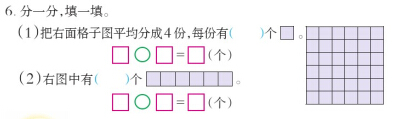 6. 分一分,填一填。
(1)把右面格子图平均分成4份,每份有(  )个□。
□○□=□(个)
(2)右图中有(  )个□□□□□□□。
□○□=□(个)